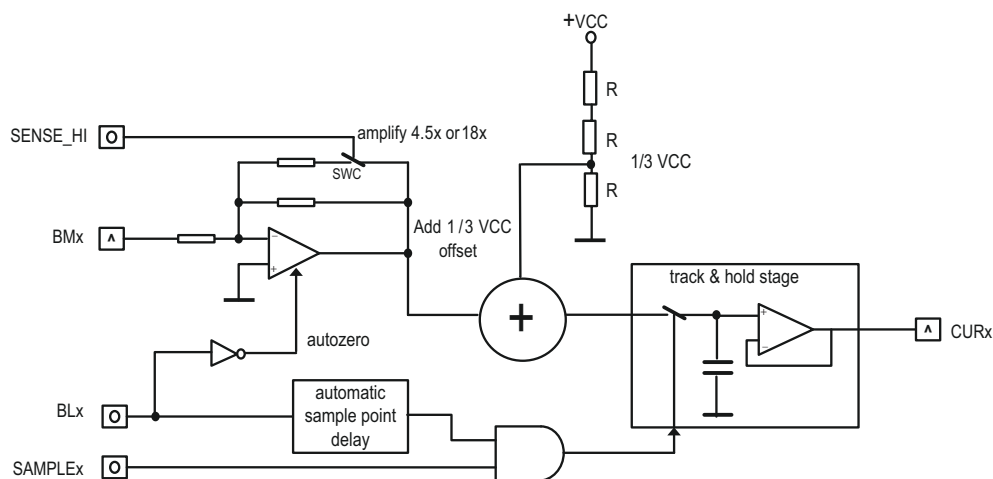 +VCC
R
SENSE_HI
O
amplify 4.5x or 18x
R
SWC
1/3 VCC
R
BMx
^
−
+
Add 1/3 VCC
offset
track & hold stage
+
+
−
^
CURx
autozero
BLx
O
automatic
sample point
delay
SAMPLEx
O